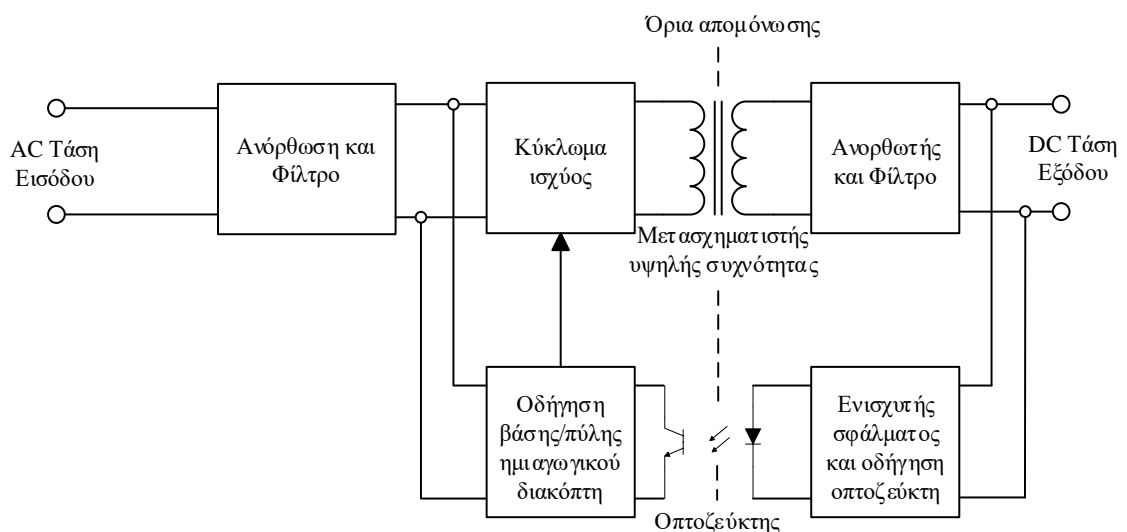 Όρια απομόνωσης
AC Τάση
Εισόδου
Ανόρθωση και
Φίλτρο
Κύκλωμα
ισχύος
Ανορθωτής
και Φίλτρο
DC Τάση
Εξόδου
Μετασχηματιστής
υψηλής συχνότητας
Οδήγηση
βάσης/πύλης
ημιαγωγικού
διακόπτη
Ενισχυτής
σφάλματος
και οδήγηση
οπτοζεύκτη
Οπτοζεύκτης